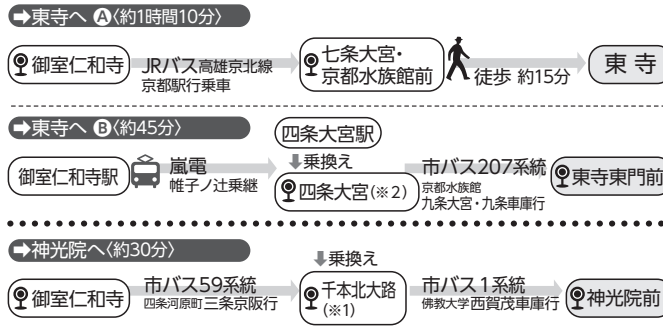 ➡東寺へ Ⓐ〈約1時間10分〉
御室仁和寺
JRバス高雄京北線
京都駅行乗車
七条大宮・
京都水族館前
徒歩 約15分
東 寺
➡東寺へ Ⓑ〈約45分〉
御室仁和寺駅
嵐電
帷子ノ辻乗継
四条大宮駅
⬇乗換え
四条大宮(※2)
市バス207系統
京都水族館
九条大宮・九条車庫行
東寺東門前
➡神光院へ〈約30分〉
御室仁和寺
市バス59系統
四条河原町三条京阪行
⬇乗換え
千本北大路
(※1)
市バス1系統
佛教大学西賀茂車庫行
神光院前